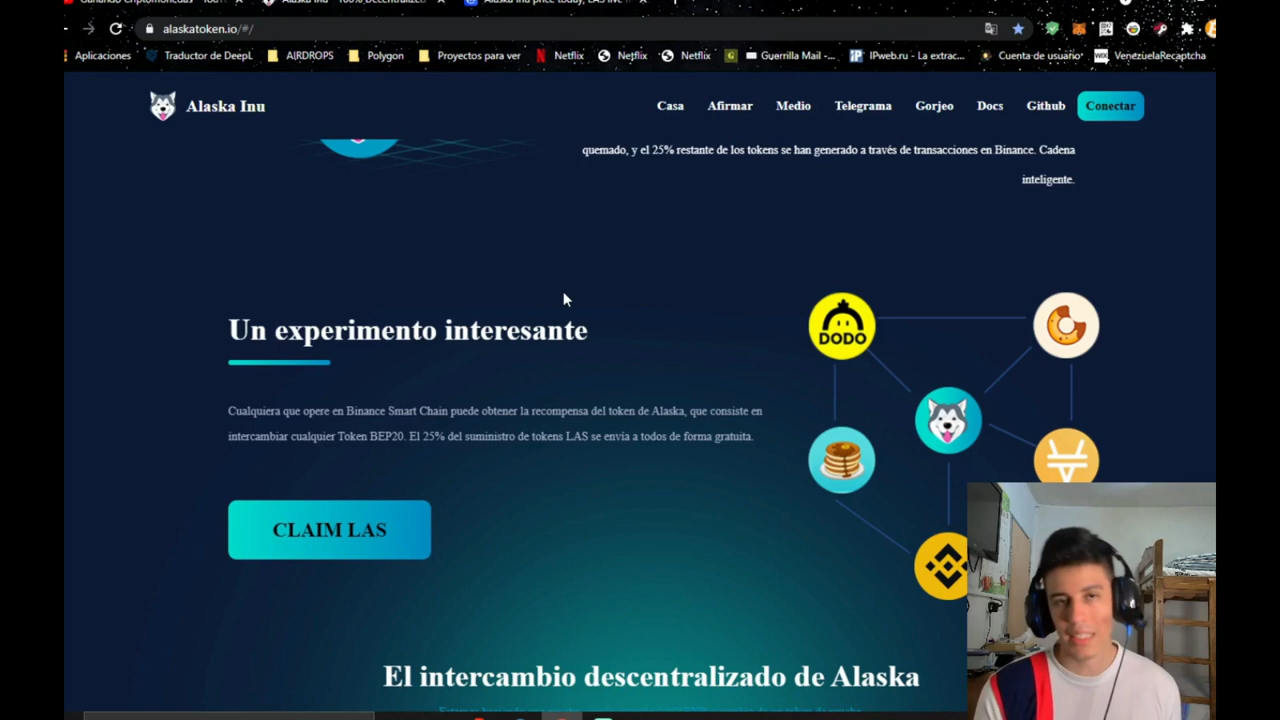 alaskatoken.io/#/
Aplicaciones Traductor de DeepL AIRDROPS Polygon Proyectos para ver Netflix Netflix Netflix Guerrilla Mail -... IPweb.ru - La extrac... Cuenta de usuario WIX VenezuelaRecaptcha
Alaska Inu Casa Afirmar Medio Telegrama Gorjeo Docs Github Conectar
quemado, y el 25% restante de los tokens se han generado a través de transacciones en Binance. Cadena
inteligente.
Un experimento interesante
DODO
Cualquiera que opere en Binance Smart Chain puede obtener la recompensa del token de Alaska, que consiste en
intercambiar cualquier Token BEP20. El 25% del suministro de tokens LAS se envía a todos de forma gratuita.
CLAIM LAS
El intercambio descentralizado de Alaska